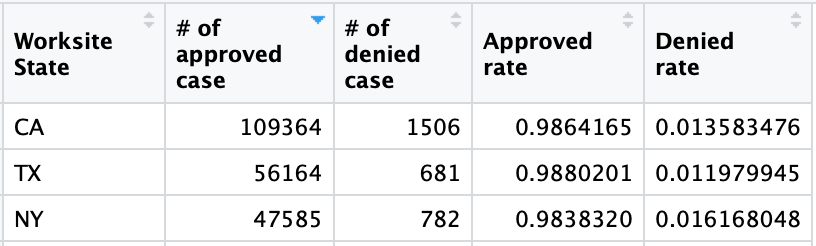 Worksite State # of approved case # of denied case Approved rate Denied rate
CA 109364 1506 0.9864165 0.013583476
TX 56164 681 0.9880201 0.011979945
NY 47585 782 0.9838320 0.016168048